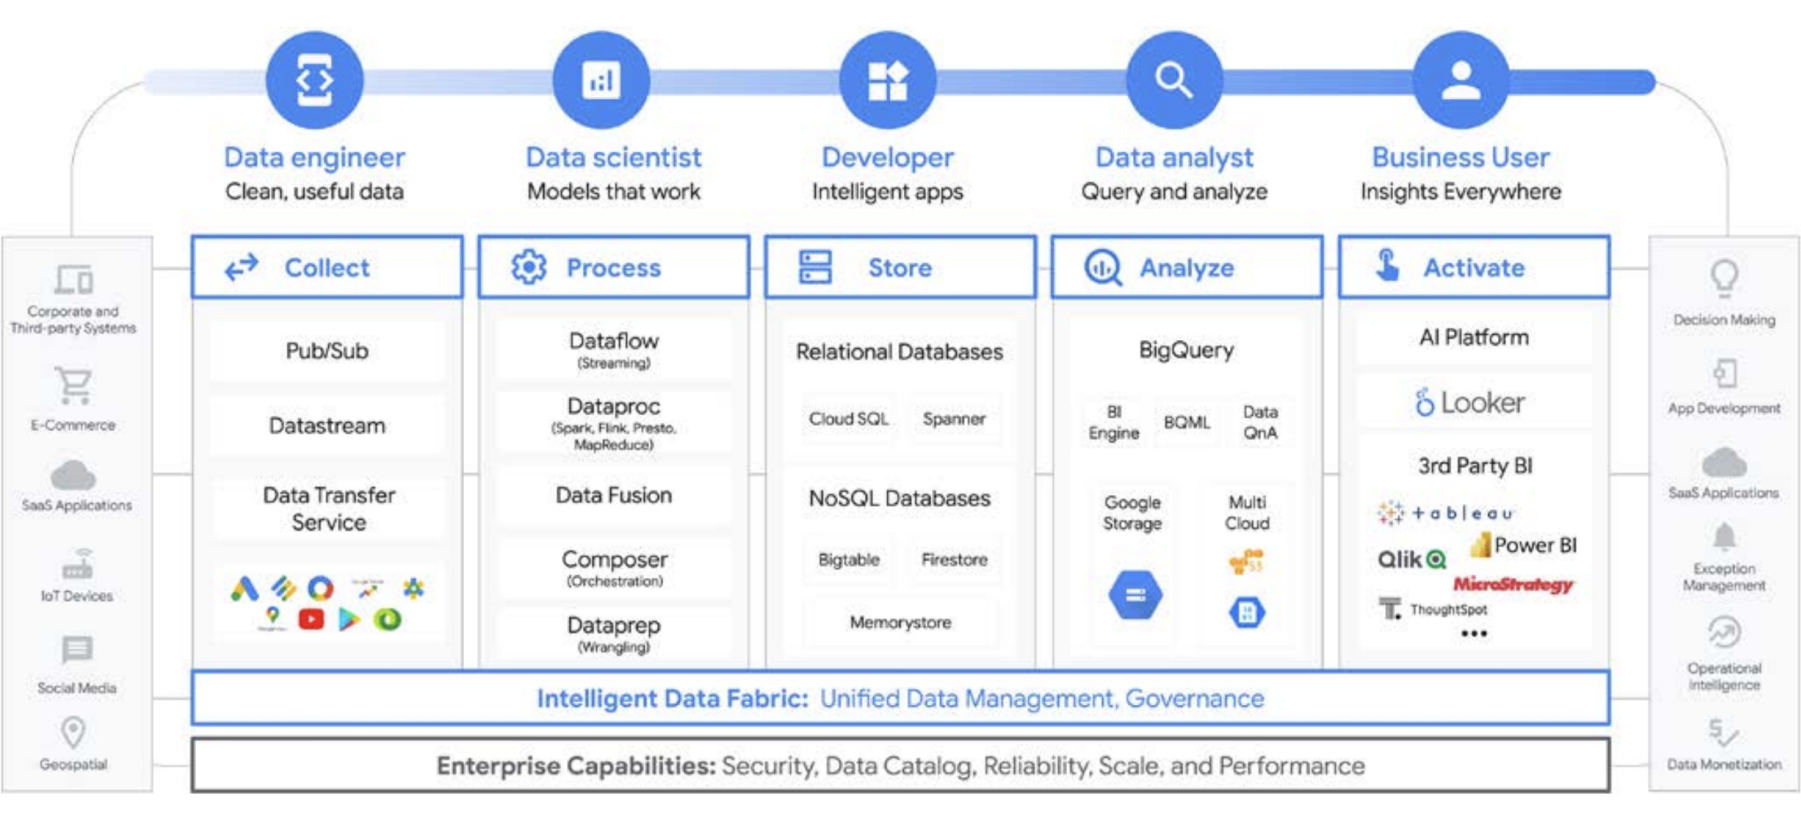 Data engineer
Clean, useful data
Data scientist
Models that work
Developer
Intelligent apps
Data analyst
Query and analyze
Business User
Insights Everywhere
Corporate and
Third-party Systems
E-Commerce
SaaS Applications
IoT Devices
Social Media
Geospatial
Collect
Pub/Sub
Datastream
Data Transfer
Service
Process
Dataflow
(Streaming)
Dataproc
(Spark, Flink, Presto,
MapReduce)
Data Fusion
Composer
(Orchestration)
Dataprep
(Wrangling)
Store
Relational Databases
Cloud SQL
Spanner
NoSQL Databases
Bigtable
Firestore
Memorystore
Analyze
BigQuery
BI
Engine
BQML
Data
QnA
Google
Storage
Multi
Cloud
S3
Activate
AI Platform
Looker
3rd Party BI
+ableau
Power BI
Qlik
MicroStrategy
T. ThoughtSpot
•••
Decision Making
App Development
SaaS Applications
Exception
Management
Operational
Intelligence
Data Monetization
Intelligent Data Fabric: Unified Data Management, Governance
Enterprise Capabilities: Security, Data Catalog, Reliability, Scale, and Performance